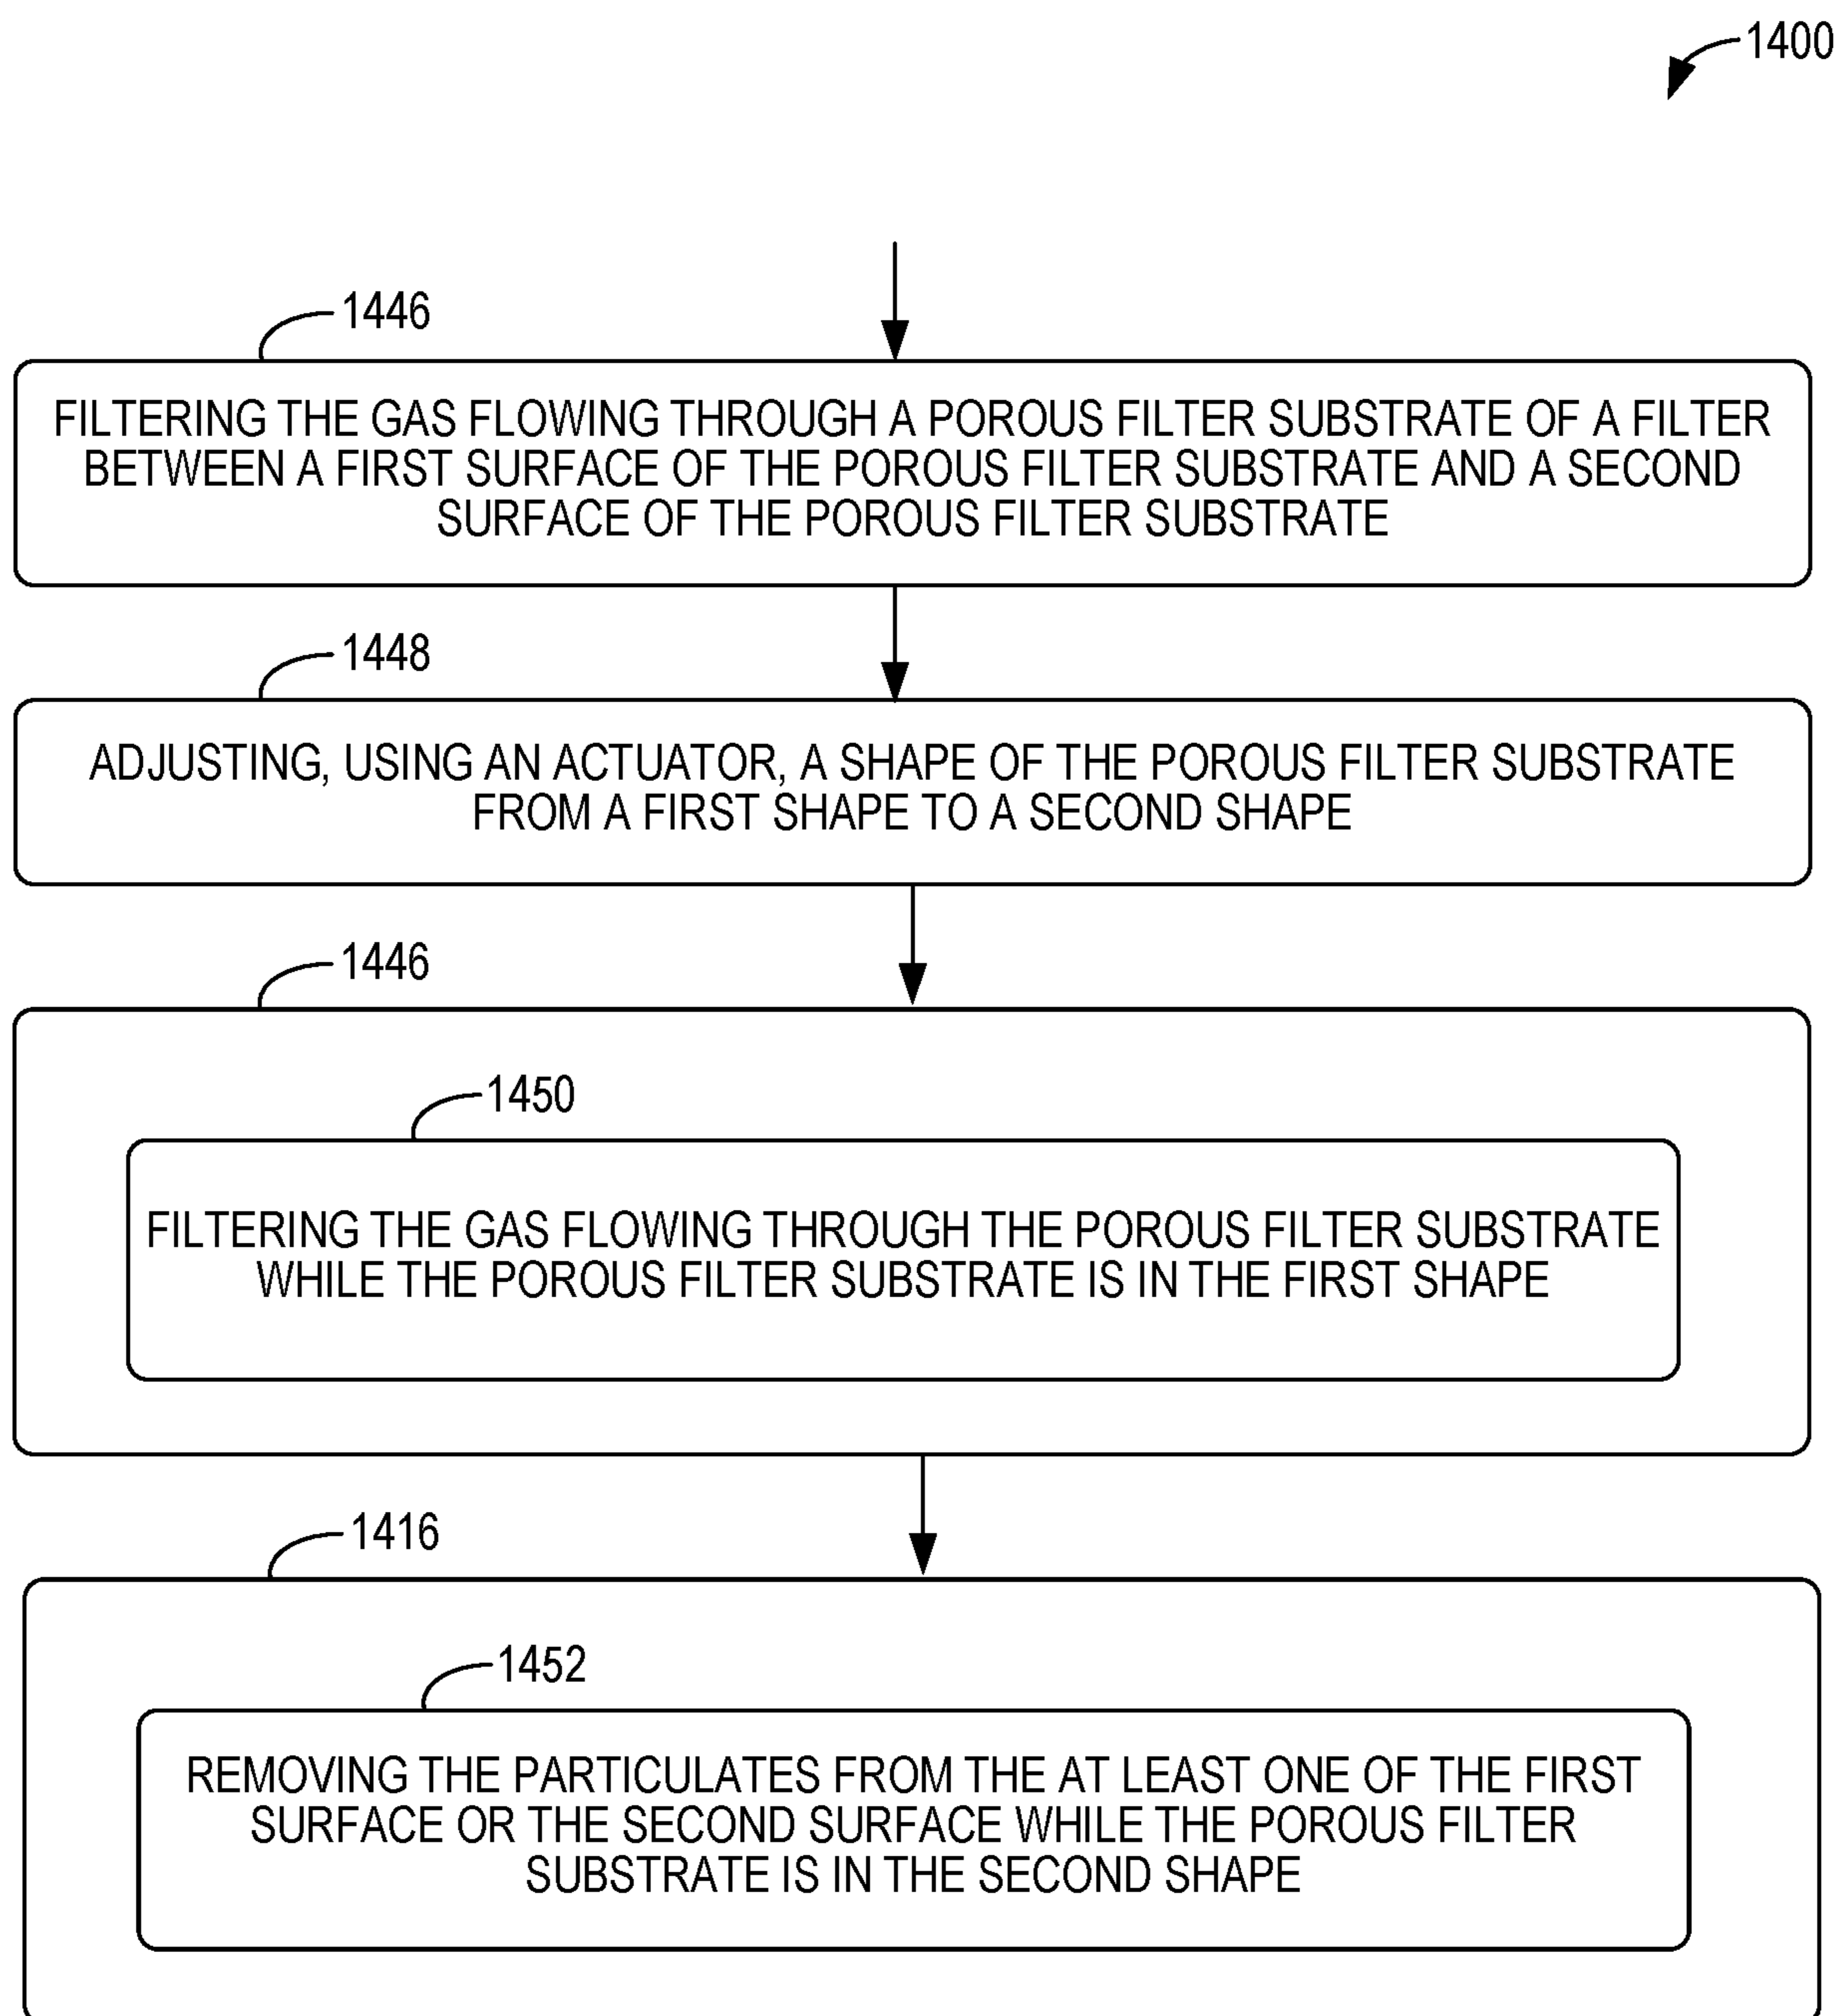 1400
1446
FILTERING THE GAS FLOWING THROUGH A POROUS FILTER SUBSTRATE OF A FILTER
BETWEEN A FIRST SURFACE OF THE POROUS FILTER SUBSTRATE AND A SECOND
SURFACE OF THE POROUS FILTER SUBSTRATE
1448
ADJUSTING, USING AN ACTUATOR, A SHAPE OF THE POROUS FILTER SUBSTRATE
FROM A FIRST SHAPE TO A SECOND SHAPE
1446
1450
FILTERING THE GAS FLOWING THROUGH THE POROUS FILTER SUBSTRATE
WHILE THE POROUS FILTER SUBSTRATE IS IN THE FIRST SHAPE
1416
1452
REMOVING THE PARTICULATES FROM THE AT LEAST ONE OF THE FIRST
SURFACE OR THE SECOND SURFACE WHILE THE POROUS FILTER
SUBSTRATE IS IN THE SECOND SHAPE